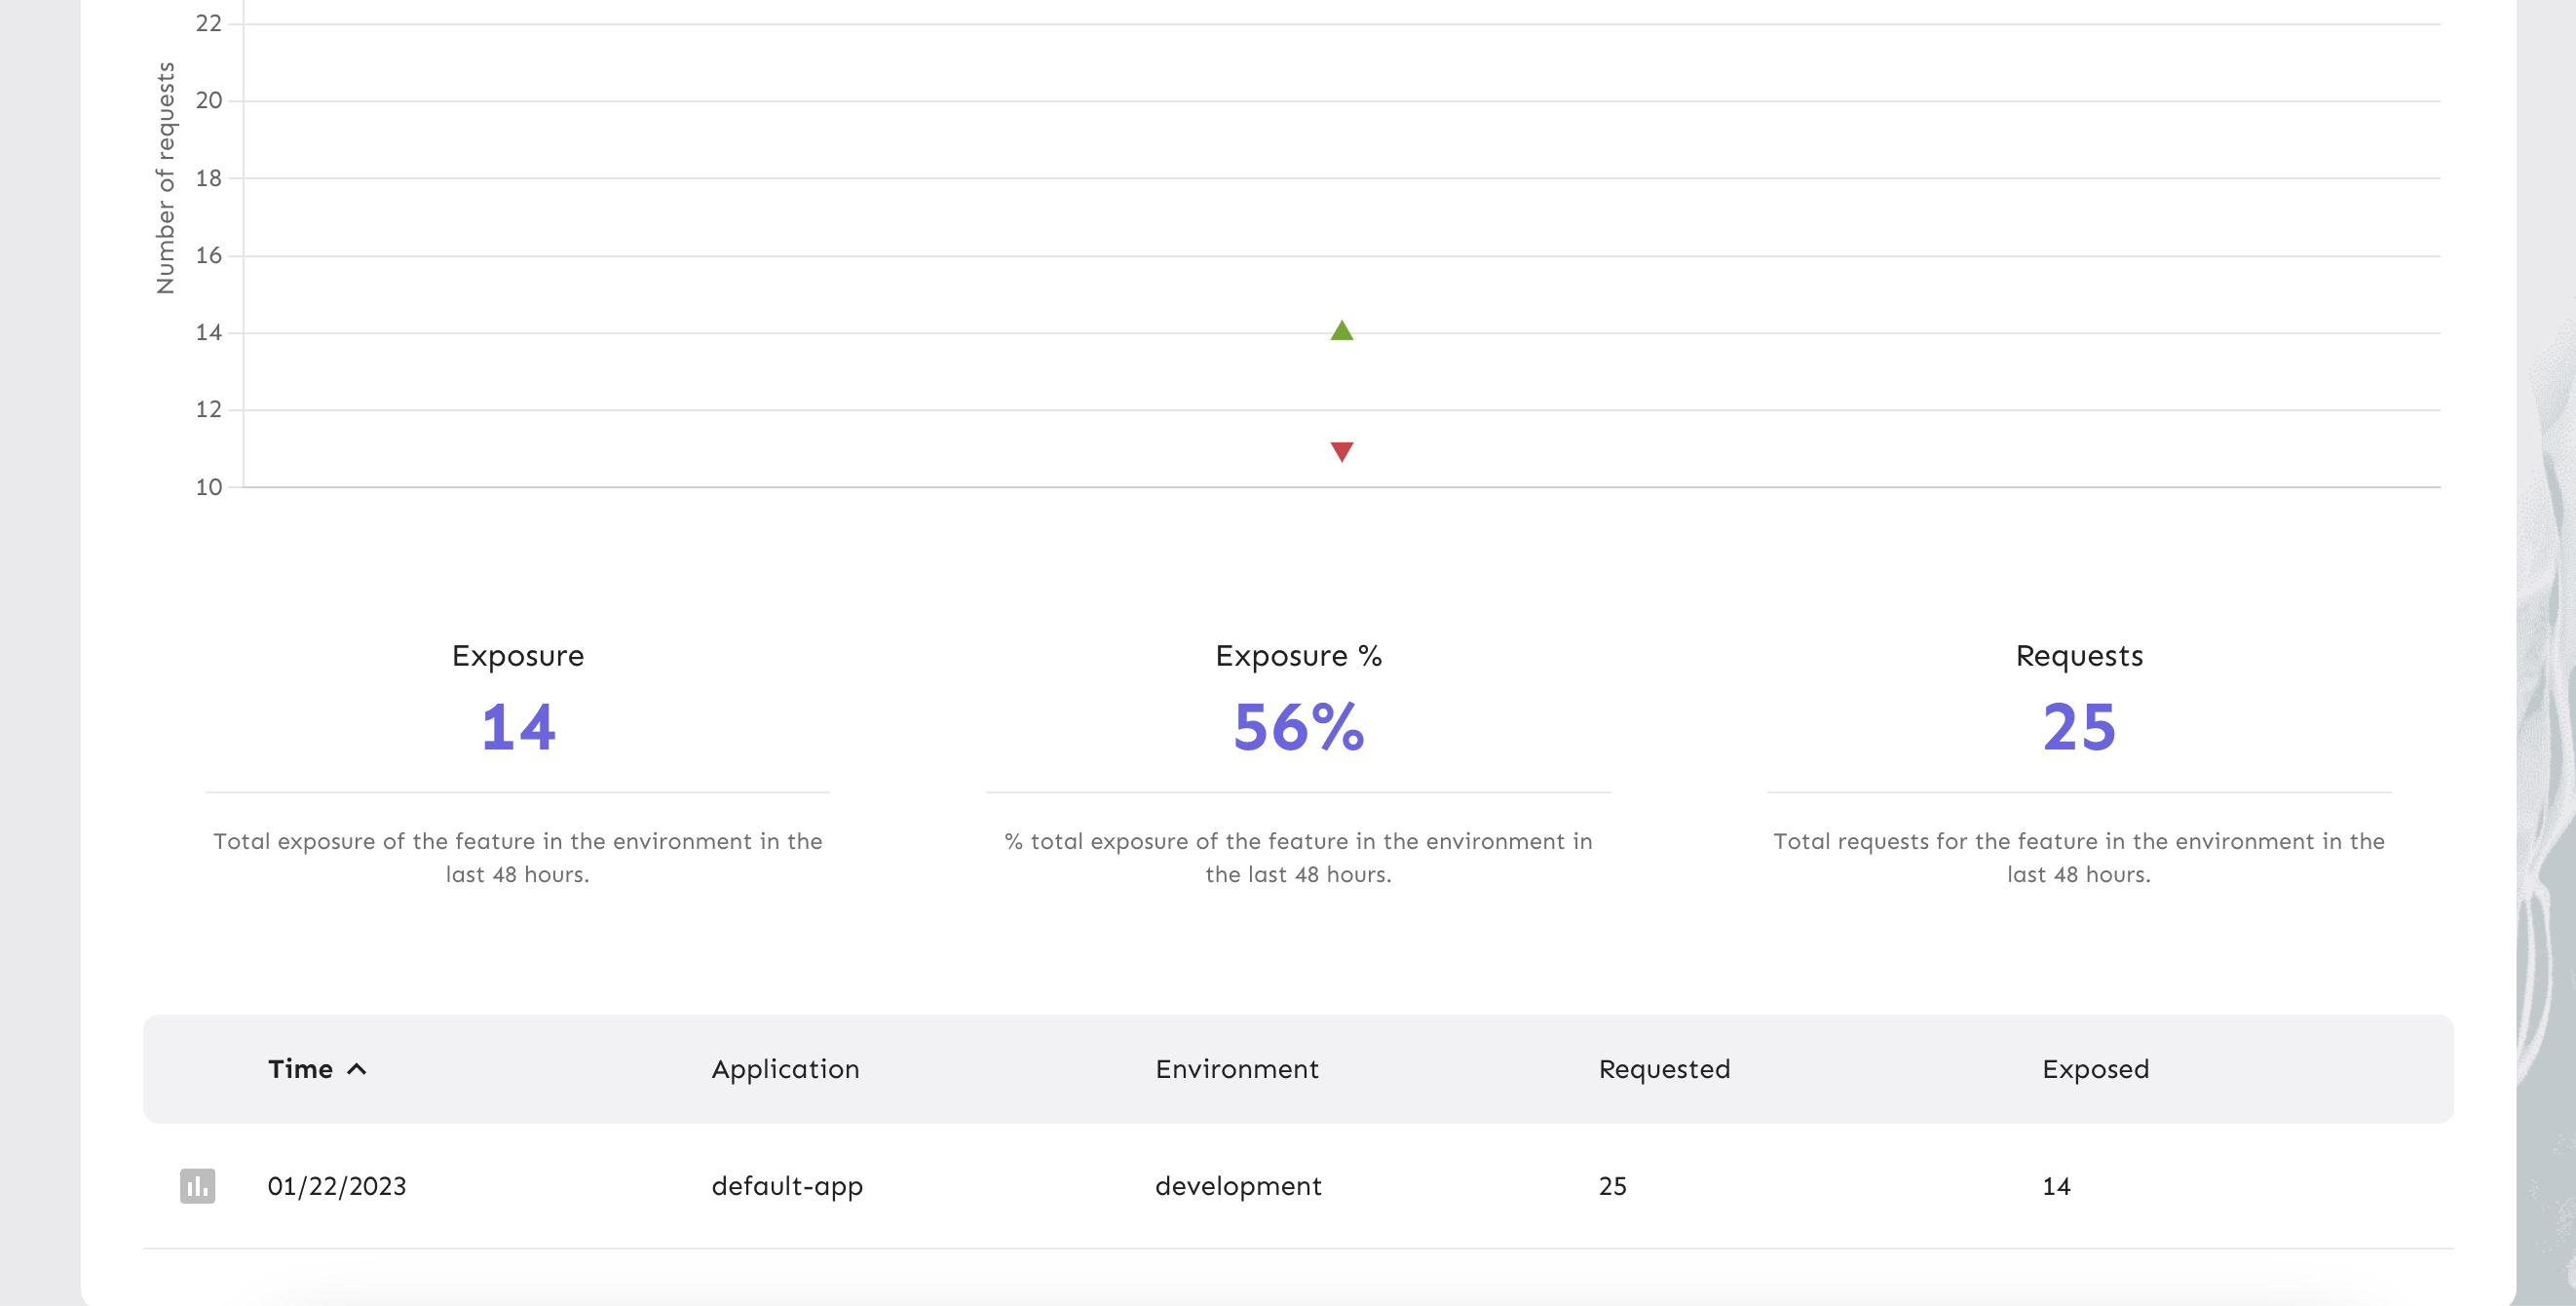 22
20
18
16
14
12
10
Number of requests
Exposure
14
Total exposure of the feature in the environment in the
last 48 hours.
Exposure %
56%
% total exposure of the feature in the environment in
the last 48 hours.
Requests
25
Total requests for the feature in the environment in the
last 48 hours.
Time Application Environment Requested Exposed
01/22/2023 default-app development 25 14